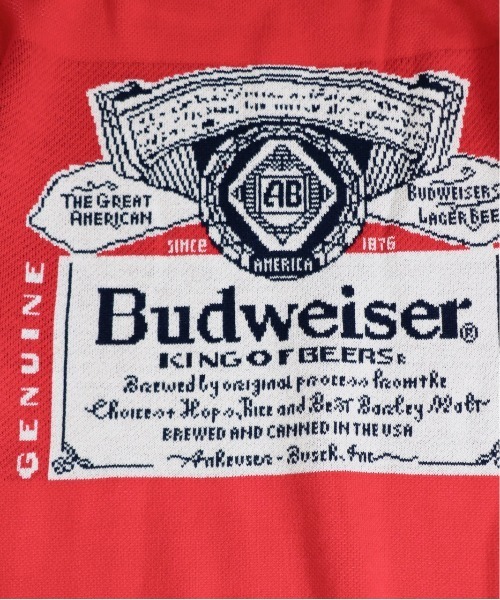 THE GREAT
AMERICAN
BUDWEISERS
LAGER BEE
AB
SINCE 1876
AMERICA
GENUINE
Budweiser®
KING OF BEERS
Brewed by original process from the
Choicest Hops, Rice and Best Barley Malt
BREWED AND CANNED IN THE USA
Anheuser-Busch, Inc